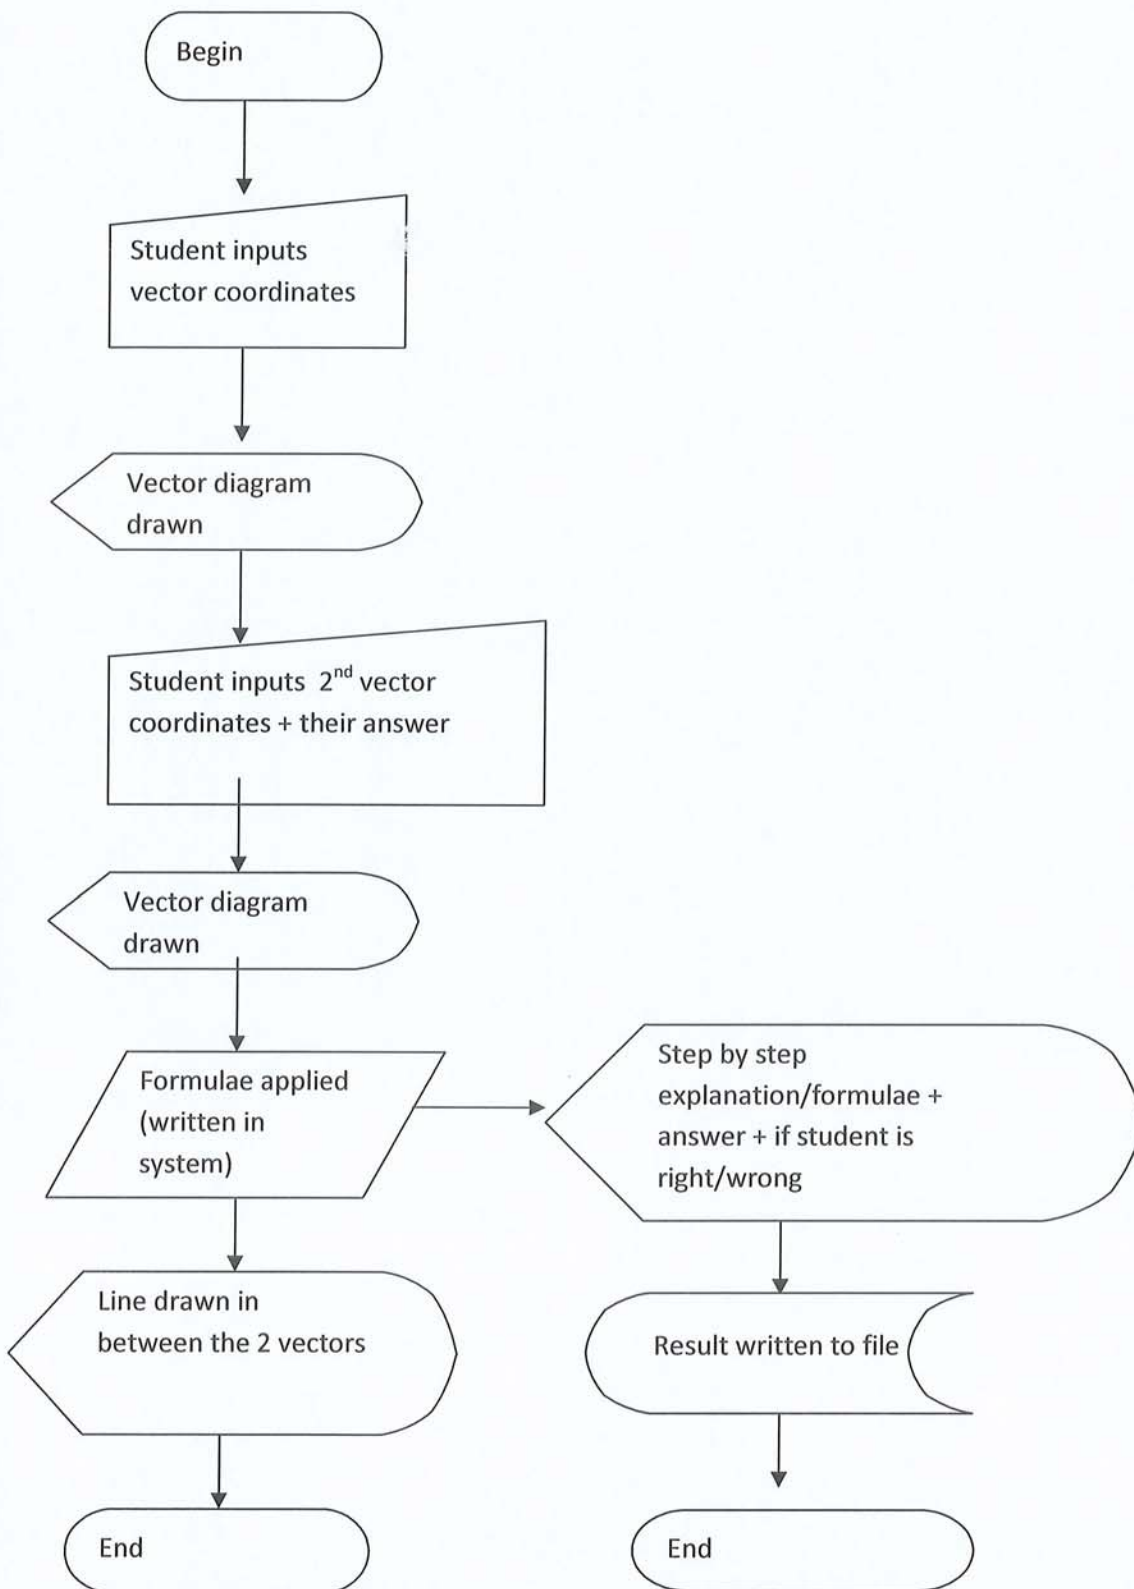 Begin
Student inputs
vector coordinates
Vector diagram
drawn
Student inputs 2nd vector
coordinates + their answer
Vector diagram
drawn
Formulae applied
(written in
system)
Step by step
explanation/formulae +
answer + if student is
right/wrong
Line drawn in
between the 2 vectors
Result written to file
End
End